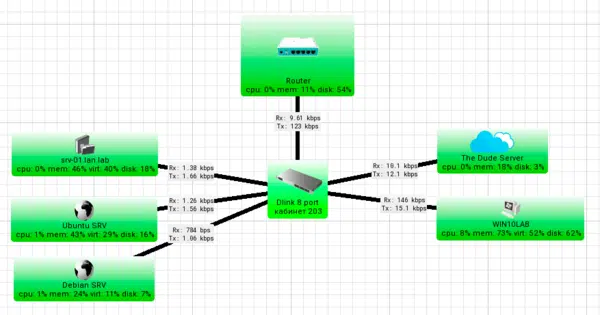 Router
cpu: 0% mem: 11% disk: 54%
Rx: 9.61 kbps
Tx: 123 kbps
srv-01.lan.lab
cpu: 0% mem: 46% virt: 40% disk: 18%
Rx: 1.38 kbps
Tx: 1.66 kbps
Rx: 10.1 kbps
Tx: 12.1 kbps
The Dude Server
cpu: 0% mem: 18% disk: 3%
Dlink 8 port
кабинет 203
Rx: 1.26 kbps
Tx: 1.56 kbps
Ubuntu SRV
cpu: 1% mem: 43% virt: 29% disk: 16%
Rx: 146 kbps
Tx: 15.1 kbps
WIN10LAB
cpu: 8% mem: 73% virt: 52% disk: 62%
Rx: 784 bps
Tx: 1.06 kbps
Debian SRV
cpu: 1% mem: 24% virt: 11% disk: 7%